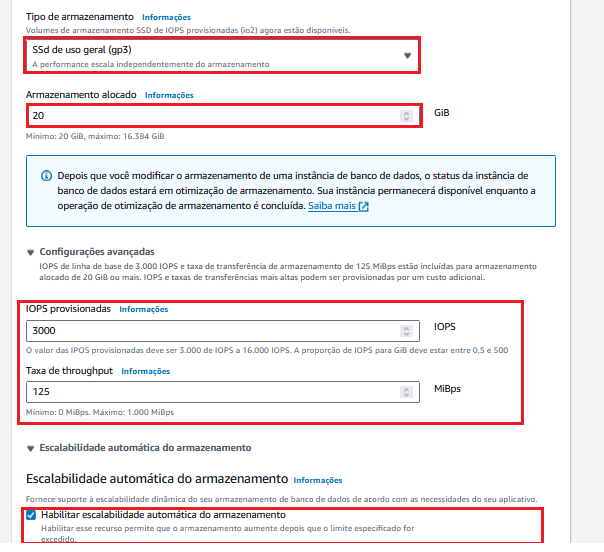 Tipo de armazenamento Informações
Volumes de armazenamento SSD de IOPS provisionadas (io2) agora estão disponíveis.
SSd de uso geral (gp3)
A performance escala independentemente do armazenamento
Armazenamento alocado Informações
20
GiB
Mínimo: 20 GiB, máximo: 16.384 GiB
Depois que você modificar o armazenamento de uma instância de banco de dados, o status da instância de
banco de dados estará em otimização de armazenamento. Sua instância permanecerá disponível enquanto a
operação de otimização de armazenamento é concluída. Saiba mais
Configurações avançadas
IOPS de linha de base de 3.000 IOPS e taxa de transferência de armazenamento de 125 MiBps estão incluídas para armazenamento
alocado de 20 GiB ou mais. IOPS e taxas de transferências mais altas podem ser provisionadas por um custo adicional.
IOPS provisionadas Informações
3000
IOPS
O valor das IPOS provisionadas deve ser 3.000 de IOPS a 16.000 IOPS. A proporção de IOPS para GiB deve estar entre 0,5 e 500
Taxa de throughput Informações
125
MiBps
Mínimo: 0 MiBps. Máximo: 1.000 MiBps
Escalabilidade automática do armazenamento
Escalabilidade automática do armazenamento Informações
Fornece suporte à escalabilidade dinâmica do seu armazenamento de banco de dados de acordo com as necessidades do seu aplicativo.
Habilitar escalabilidade automática do armazenamento
Habilitar esse recurso permite que o armazenamento aumente depois que o limite especificado for
excedido.